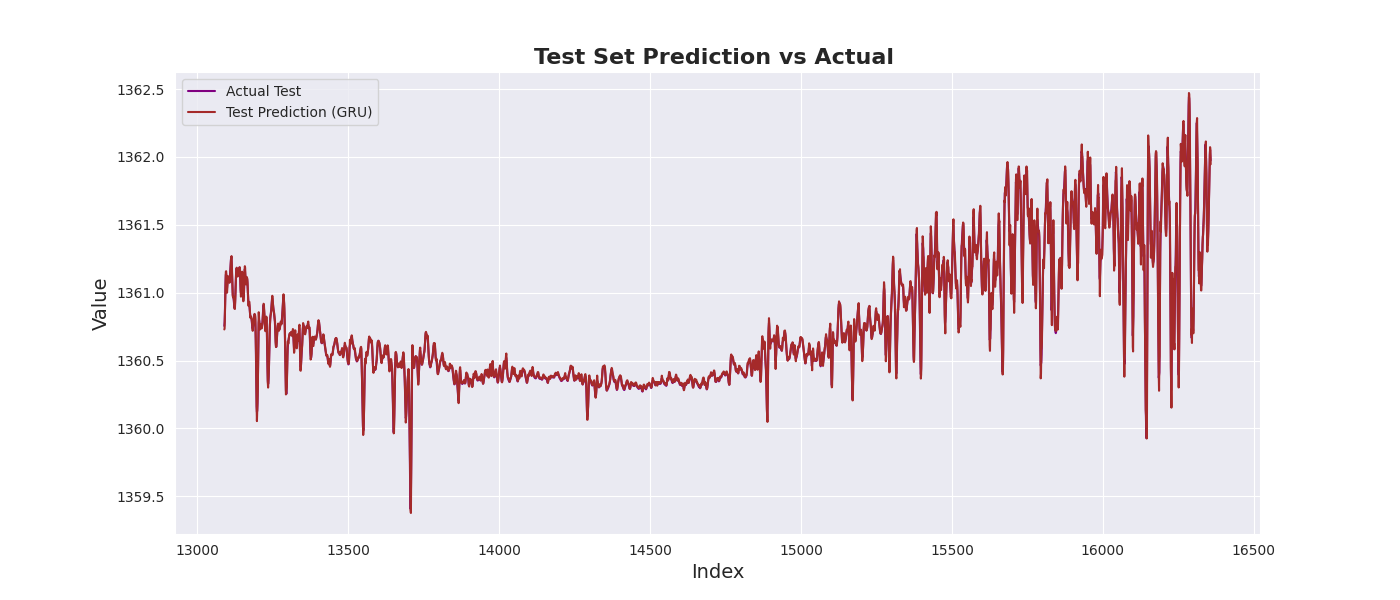 Test Set Prediction vs Actual
Actual Test
Test Prediction (GRU)
Value
1362.5
1362.0
1361.5
1361.0
1360.5
1360.0
1359.5
13000 13500 14000 14500 15000 15500 16000 16500
Index